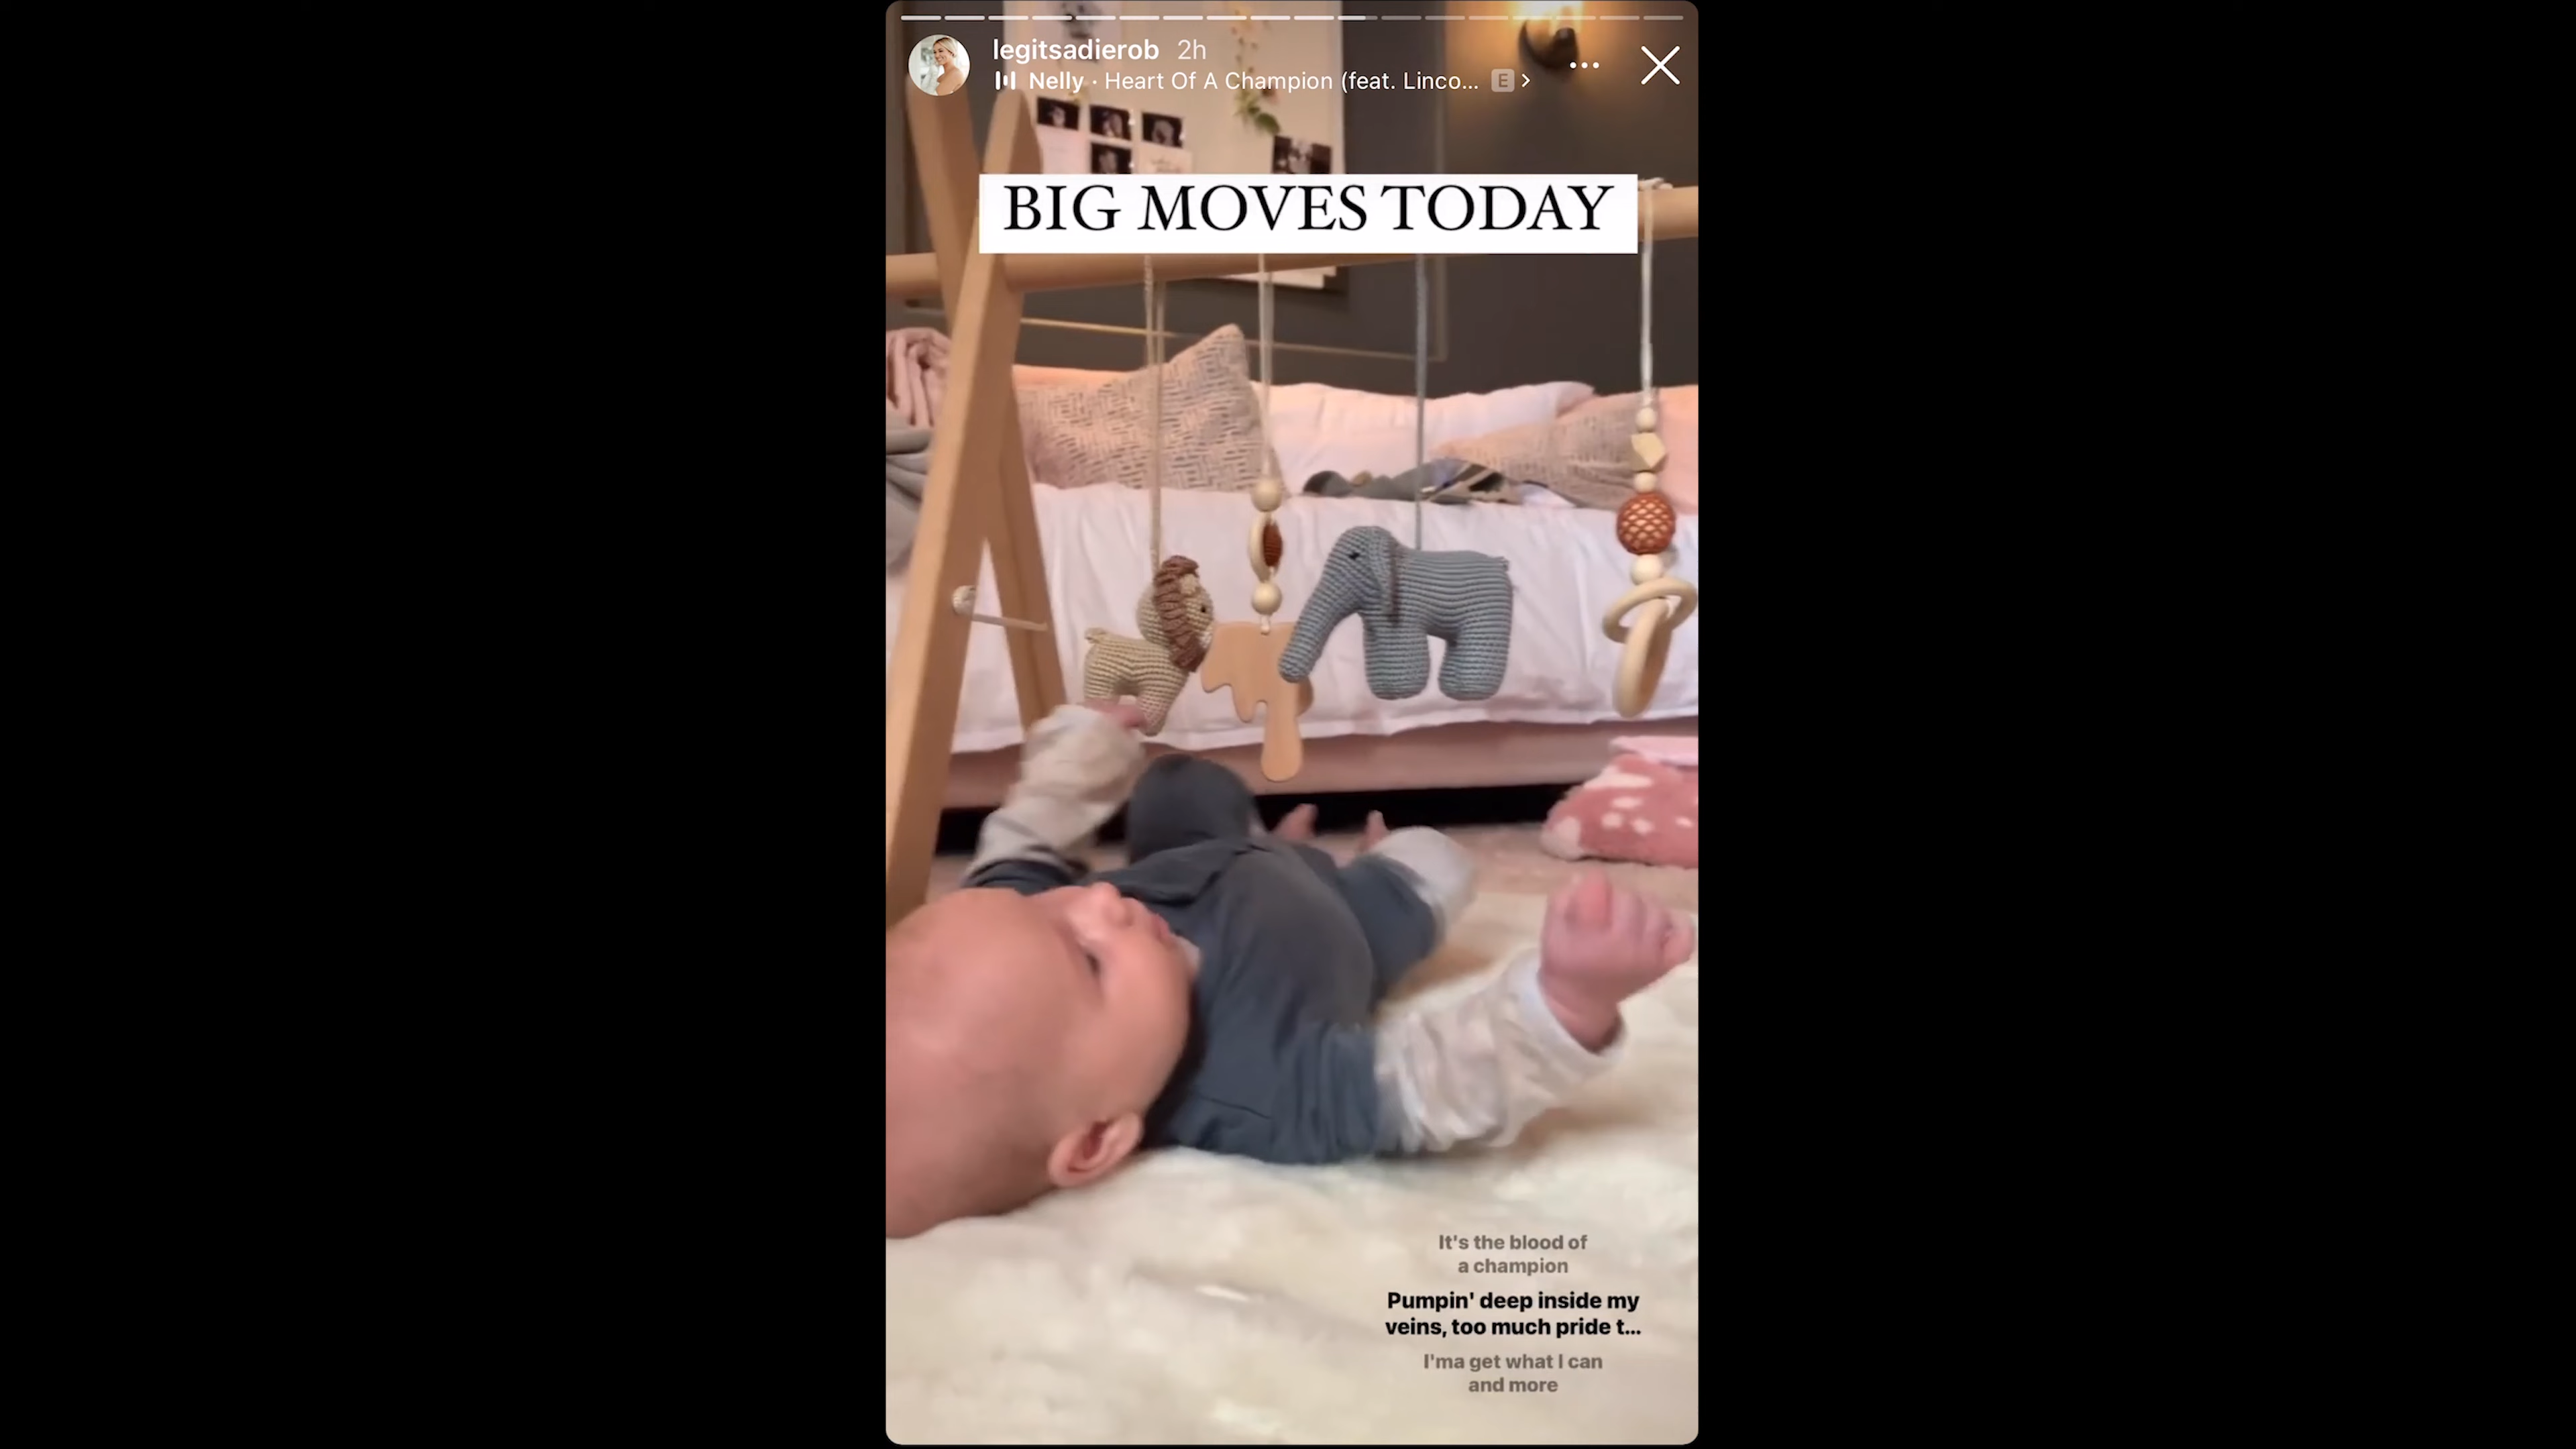 legitsadierob 2h
Nelly · Heart Of A Champion (feat. Linco... E
BIG MOVES TODAY
It's the blood of
a champion
Pumpin' deep inside my
veins, too much pride t...
I'ma get what I can
and more